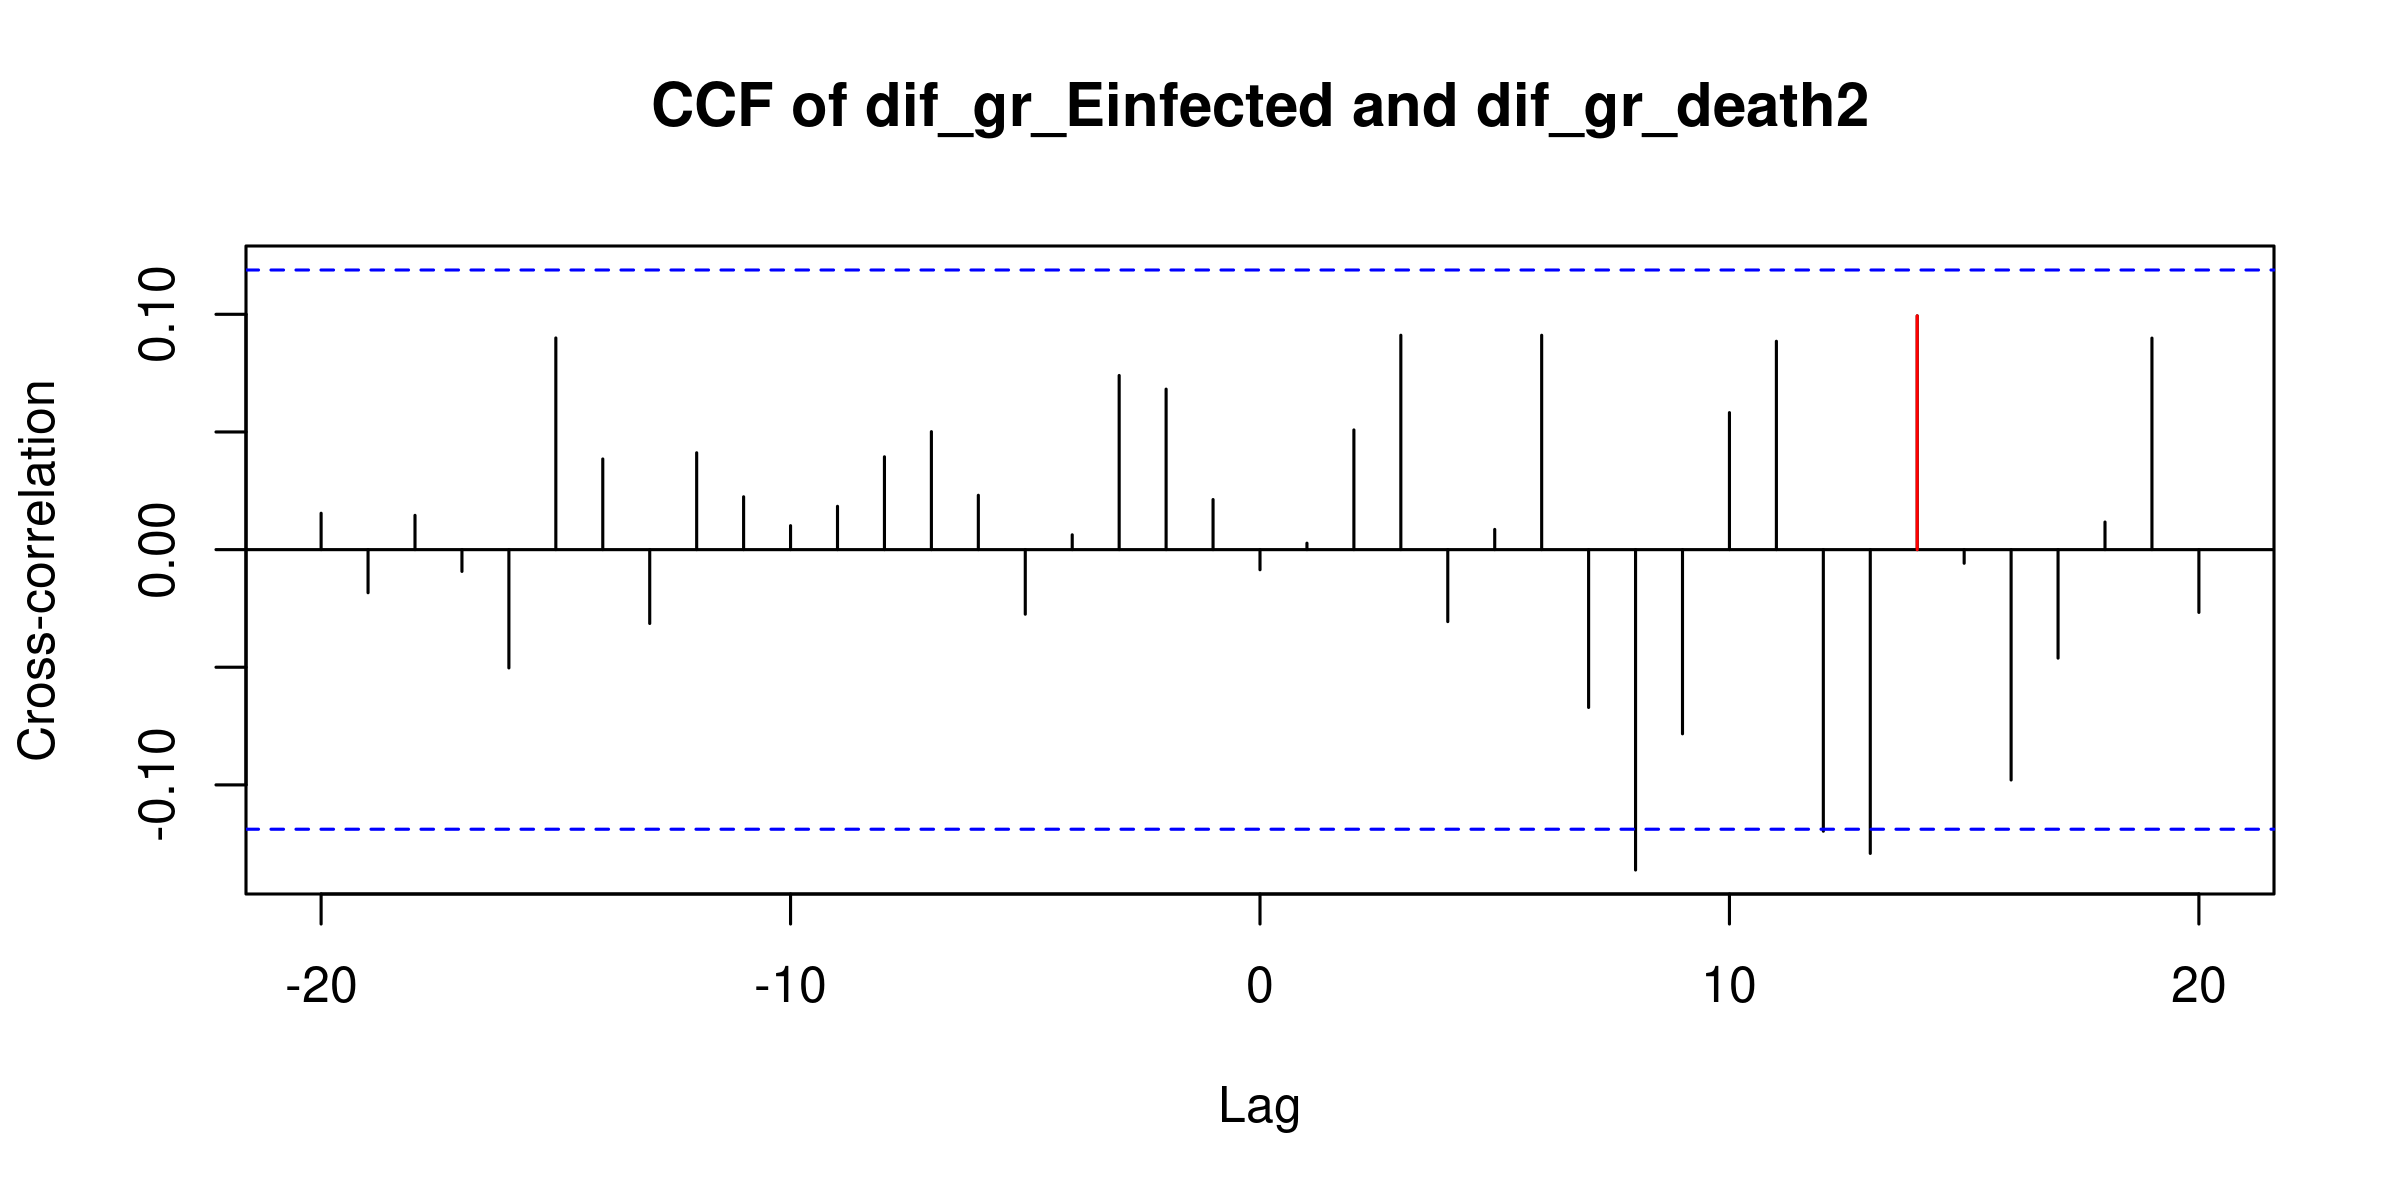 CCF of dif_gr_Einfected and dif_gr_death2
Cross-correlation
0.10
0.00
-0.10
-20 -10 0 10 20
Lag